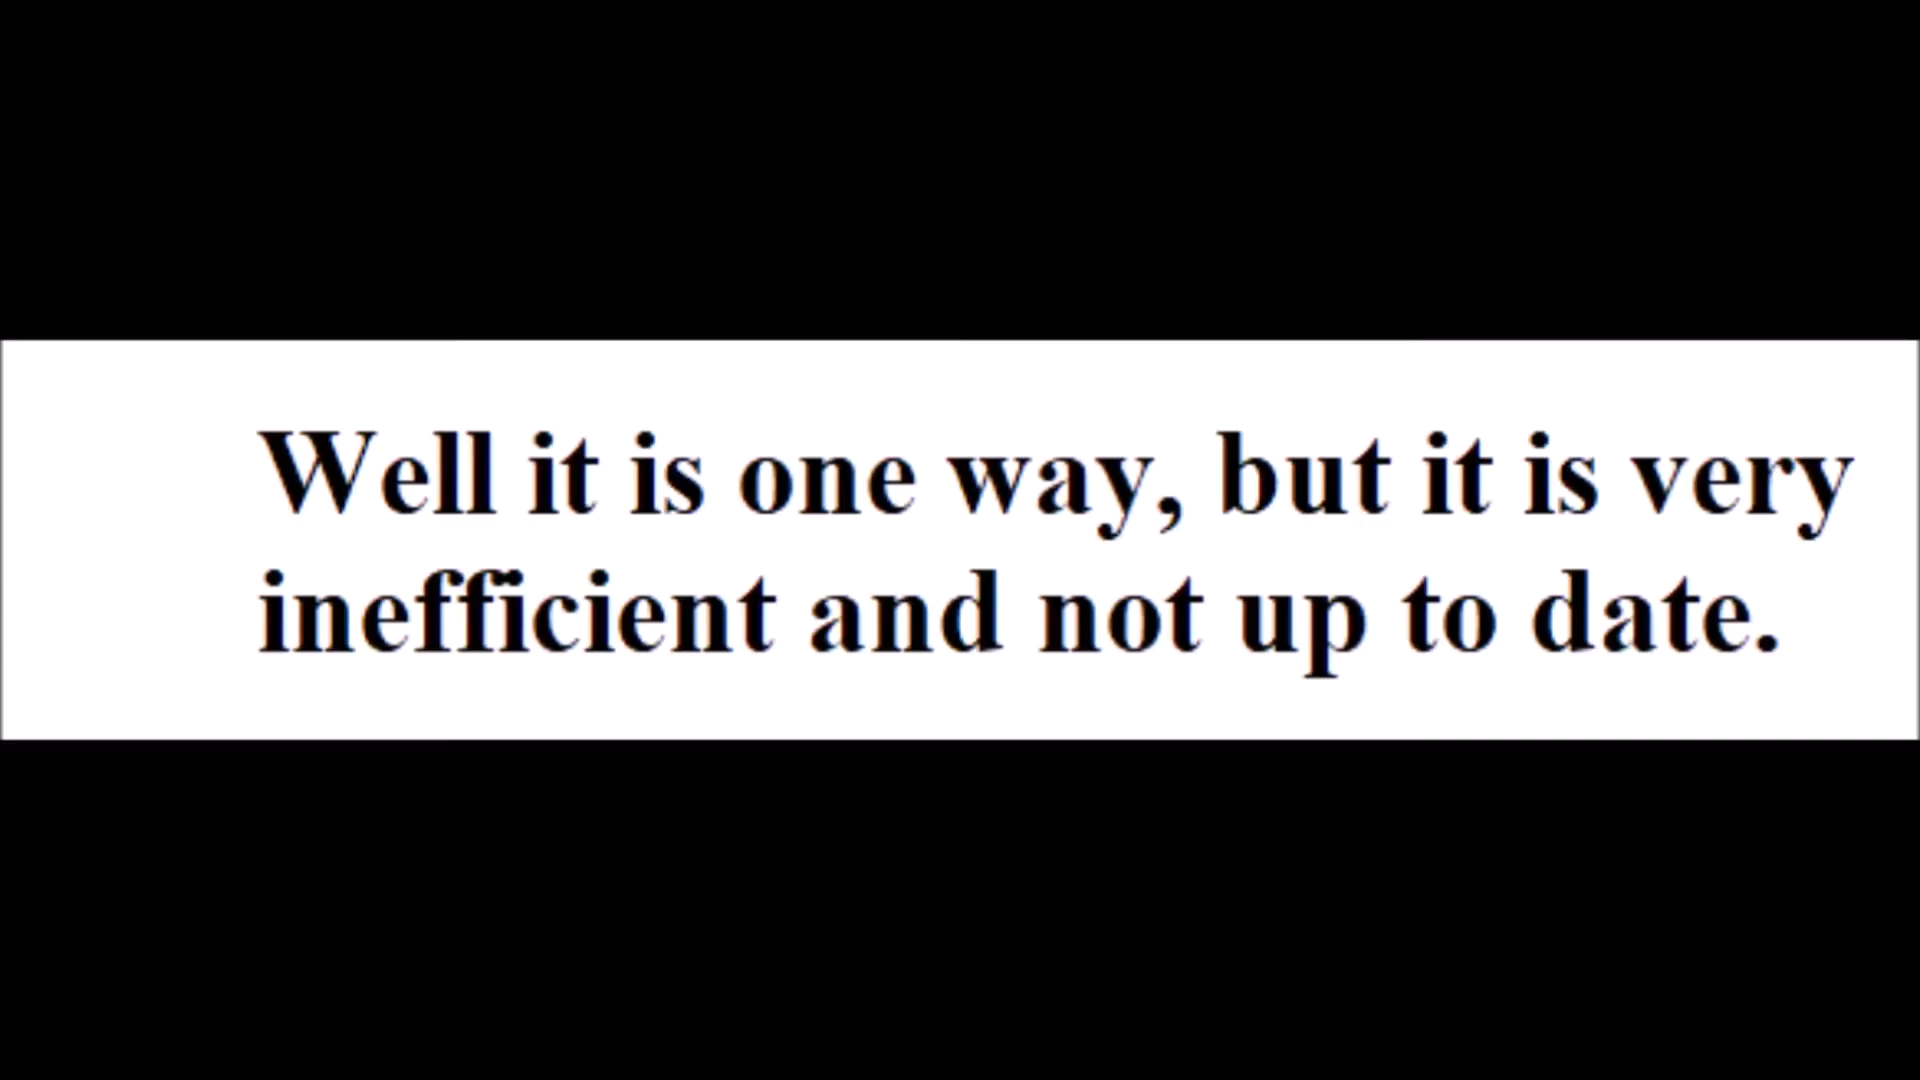 Well it is one way, but it is very
inefficient and not up to date.